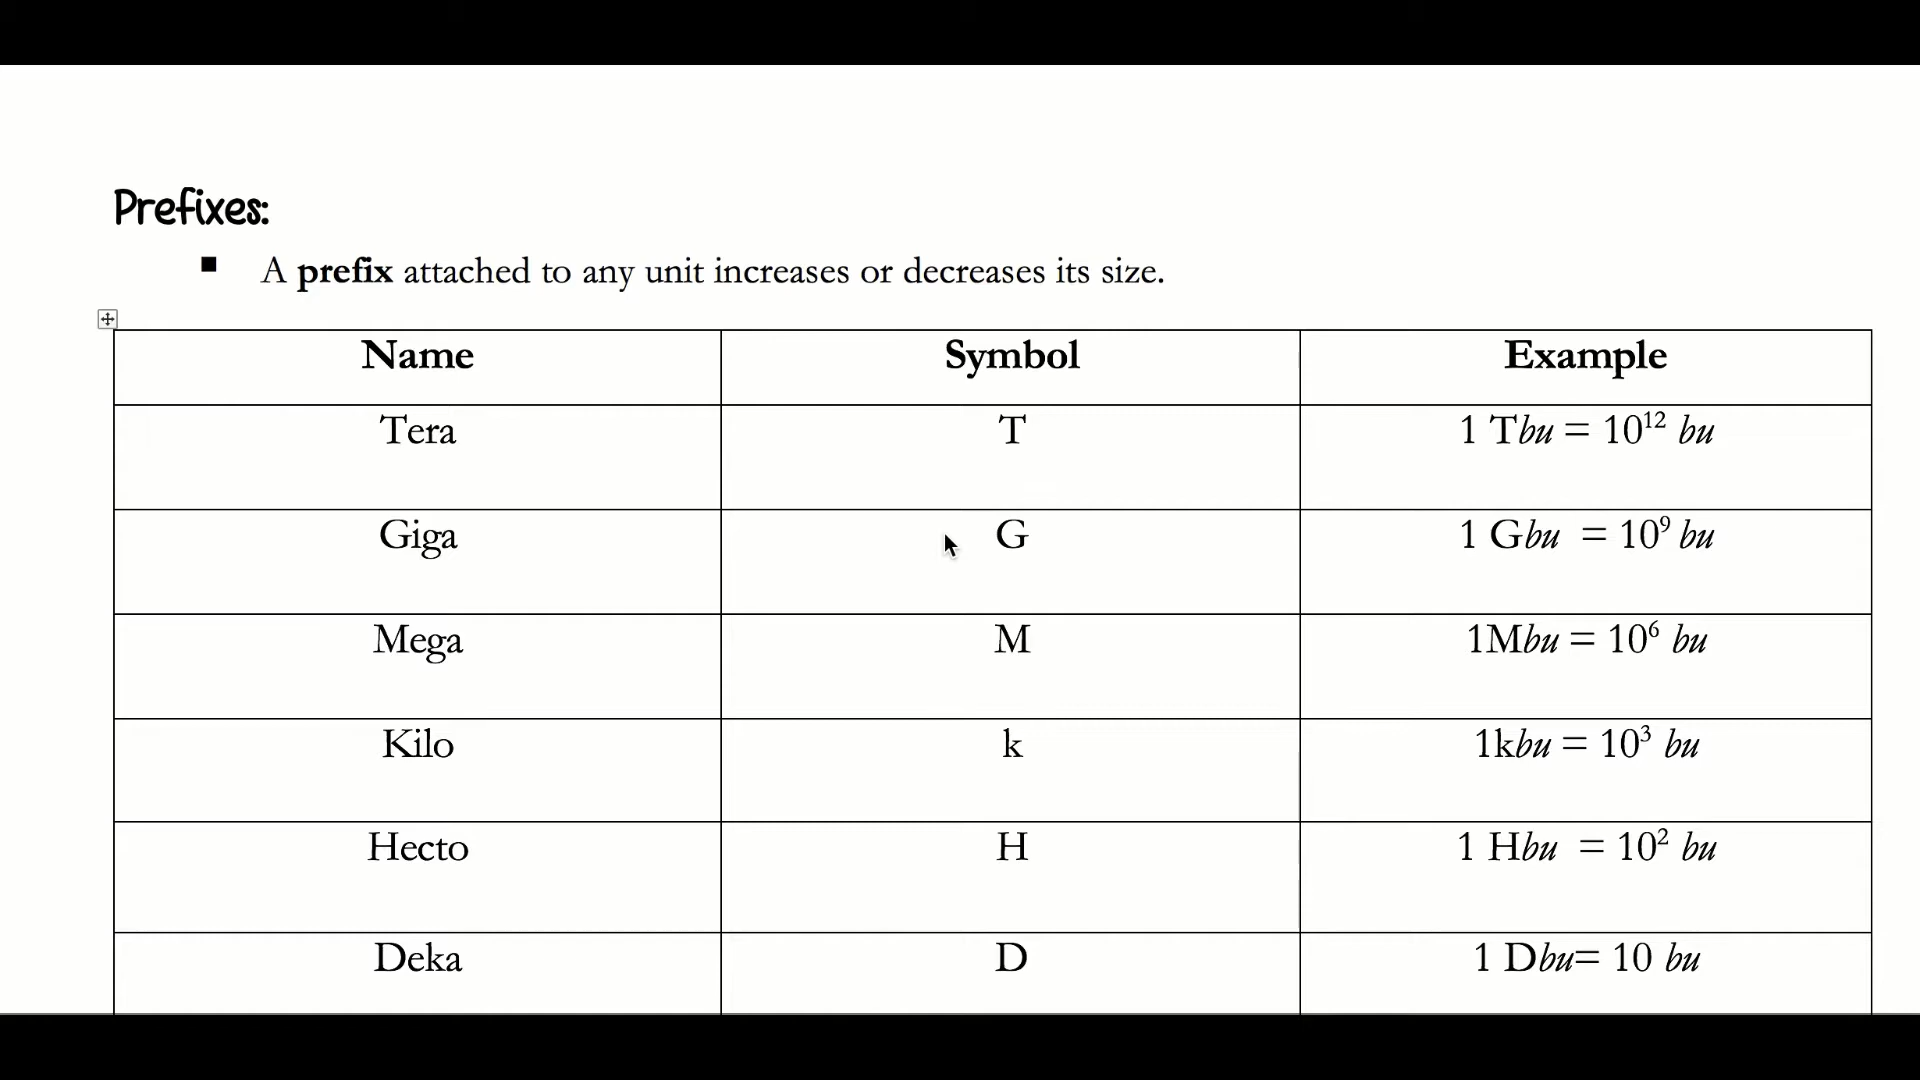 Prefixes:
▪ A prefix attached to any unit increases or decreases its size.
Name Symbol Example
Tera T 1 Tbu = 10¹² bu
Giga G 1 Gbu = 10⁹ bu
Mega M 1Mbu = 10⁶ bu
Kilo k 1kbu = 10³ bu
Hecto H 1 Hbu = 10² bu
Deka D 1 Dbu= 10 bu